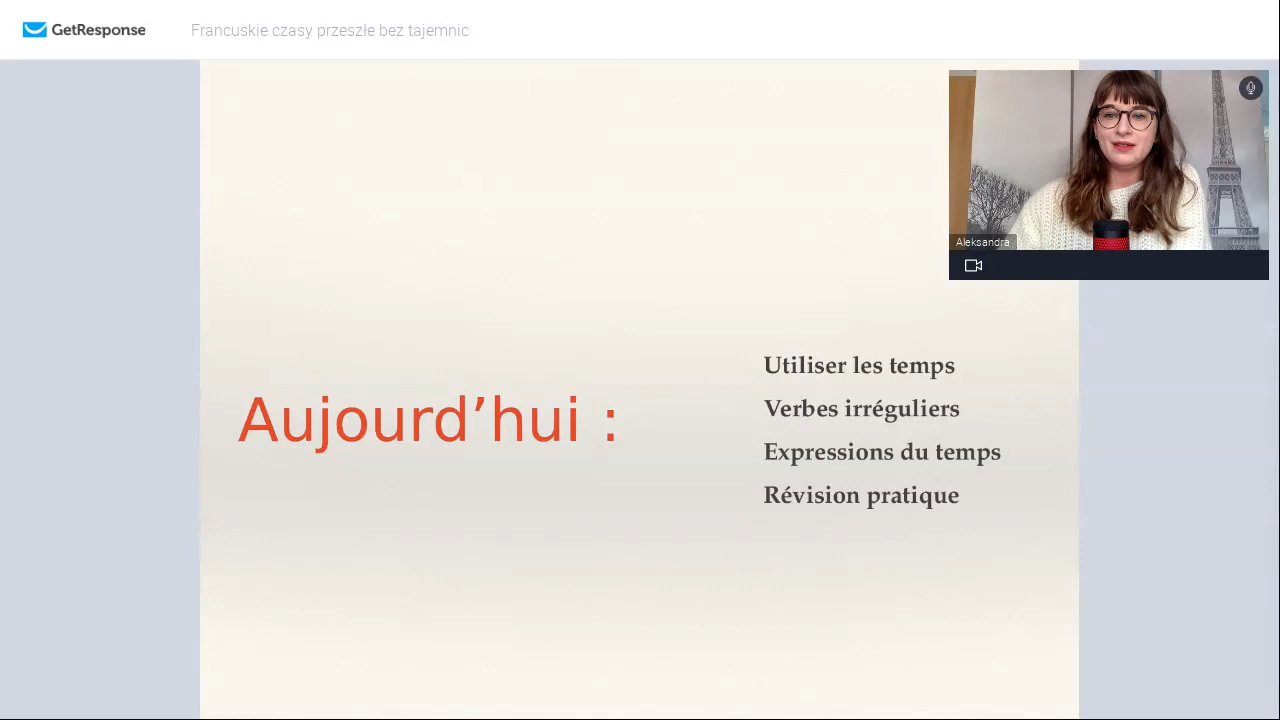 GetResponse
Francuskie czasy przeszłe bez tajemnic
Aleksandra
Aujourd’hui :
Utiliser les temps
Verbes irréguliers
Expressions du temps
Révision pratique